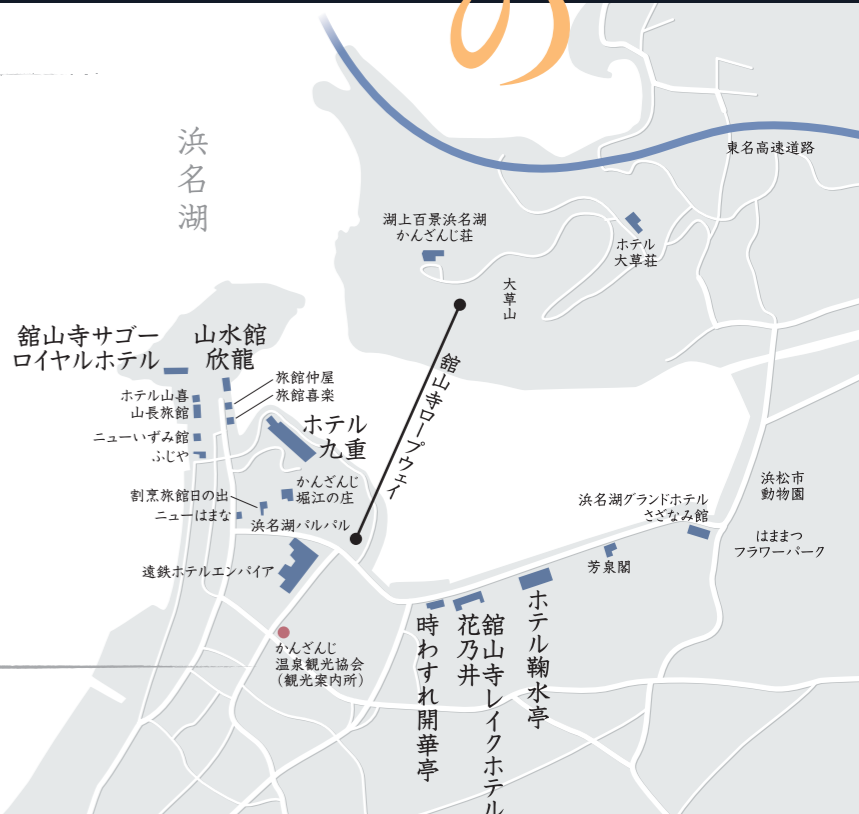 の
東名高速道路
浜名湖
湖上百景浜名湖
かんざんじ荘
ホテル
大草荘
大草山
舘山寺サゴー
ロイヤルホテル
山水館
欣龍
舘山寺ロープウェイ
旅館仲屋
旅館喜楽
ホテル山喜
山長旅館
ホテル
九重
ニューいずみ館
ふじや
かんざんじ
堀江の庄
割烹旅館日の出
ニューはまな
浜名湖パルパル
浜松市
動物園
浜名湖グランドホテル
さざなみ館
はままつ
フラワーパーク
芳泉閣
遠鉄ホテルエンパイア
ホテル鞠水亭
舘山寺レイクホテル
花乃井
時わすれ開華亭
かんざんじ
温泉観光協会
（観光案内所）